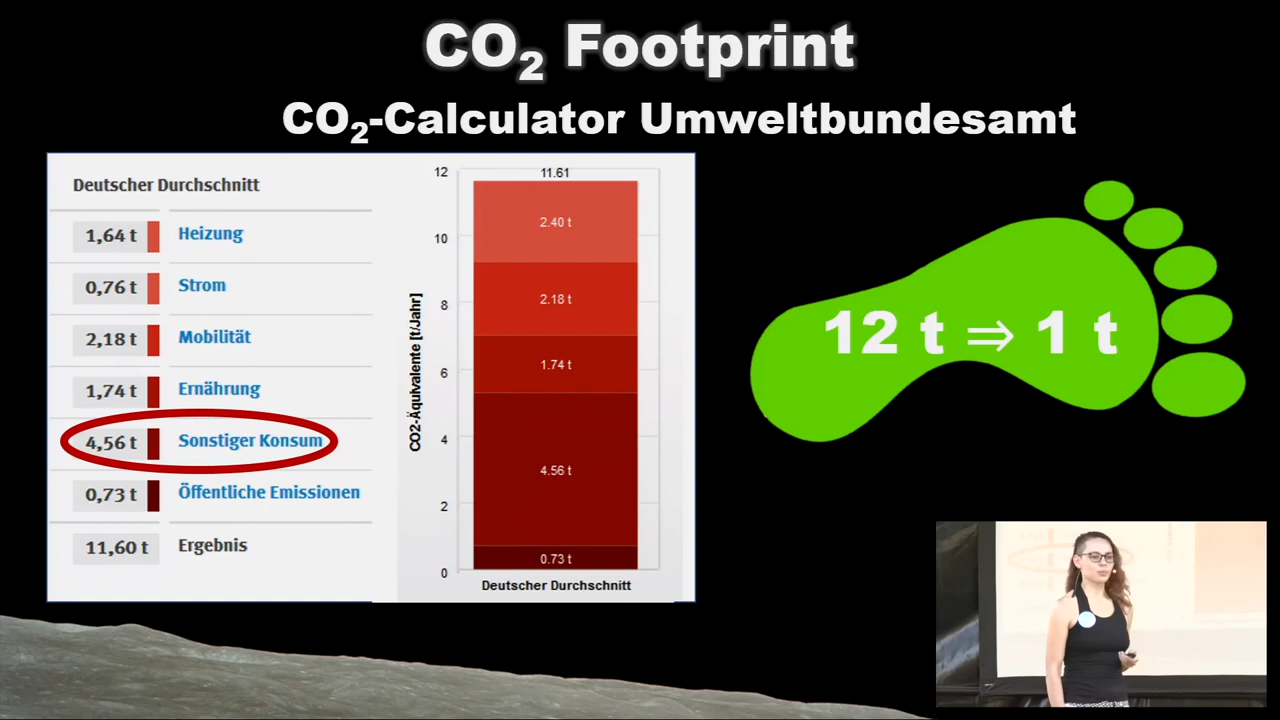 CO₂ Footprint
CO₂-Calculator Umweltbundesamt
Deutscher Durchschnitt
1,64 t Heizung
0,76 t Strom
2,18 t Mobilität
1,74 t Ernährung
4,56 t Sonstiger Konsum
0,73 t Öffentliche Emissionen
11,60 t Ergebnis
CO2-Äquivalente [t/Jahr]
12
10
8
6
4
2
0
11.61
2.40 t
2.18 t
1.74 t
4.56 t
0.73 t
Deutscher Durchschnitt
12 t ⇒ 1 t